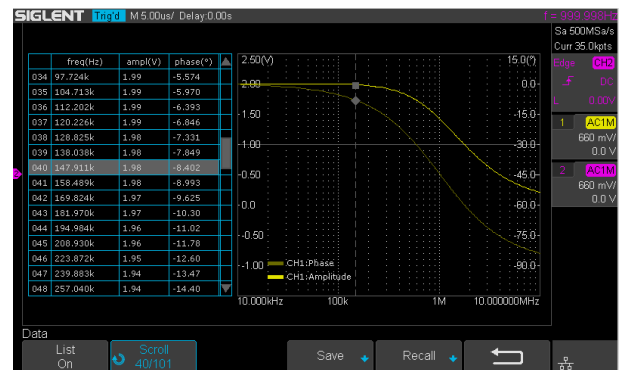 SIGLENT Trig'd M 5.00us/ Delay:0.00s f = 999.998Hz
Sa 500MSa/s
Curr 35.0kpts
Edge CH2
DC
L 0.00V
1 AC1M
660 mV/
0.0 V
2 AC1M
660 mV/
0.0 V
freq(Hz) ampl(V) phase(°)
034 97.724k 1.99 -5.574
035 104.713k 1.99 -5.970
036 112.202k 1.99 -6.393
037 120.226k 1.99 -6.846
038 128.825k 1.98 -7.331
039 138.038k 1.98 -7.849
040 147.911k 1.98 -8.402
041 158.489k 1.98 -8.993
042 169.824k 1.97 -9.625
043 181.970k 1.97 -10.30
044 194.984k 1.96 -11.02
045 208.930k 1.96 -11.78
046 223.872k 1.95 -12.60
047 239.883k 1.94 -13.47
048 257.040k 1.94 -14.40
2.50(V) 15.0(°)
2.00 0.0
1.50 -15.0
1.00 -30.0
0.50 -45.0
0.0 -60.0
-0.50 -75.0
-1.00 -90.0
CH1:Phase
CH1:Amplitude
10.000kHz 100k 1M 10.000000MHz
2
Data
List
On
Scroll
40/101
Save
Recall